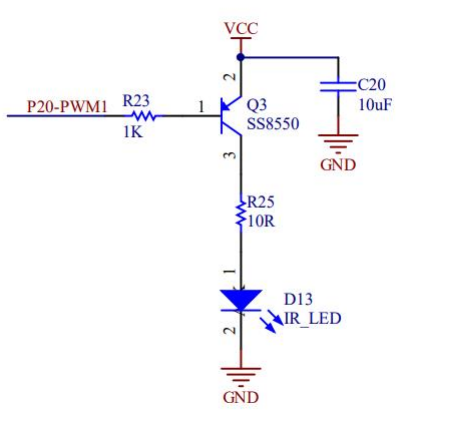 VCC
2
C20
10uF
GND
P20-PWM1
R23
1K
1
Q3
SS8550
3
R25
10R
1
D13
IR_LED
2
GND